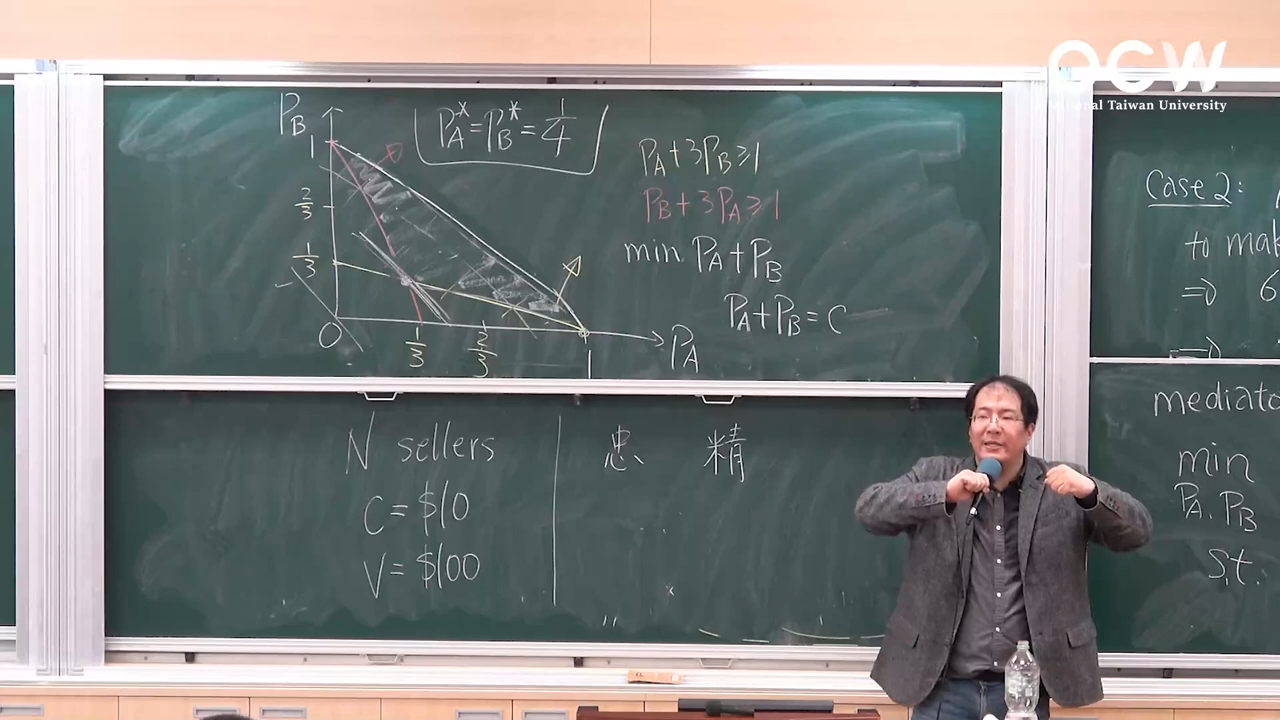 OCW
National Taiwan University
P_B
1
2/3
1/3
O
1/3
2/3
1
P_A
P_A^* = P_B^* = 1/4
P_A + 3P_B ≥ 1
P_B + 3P_A ≥ 1
min P_A + P_B
P_A + P_B = C
N sellers
C = $10
V = $100
忠 精
Case 2:
to mak
⇒ 6
⇒
mediato
min
P_A, P_B
s.t.